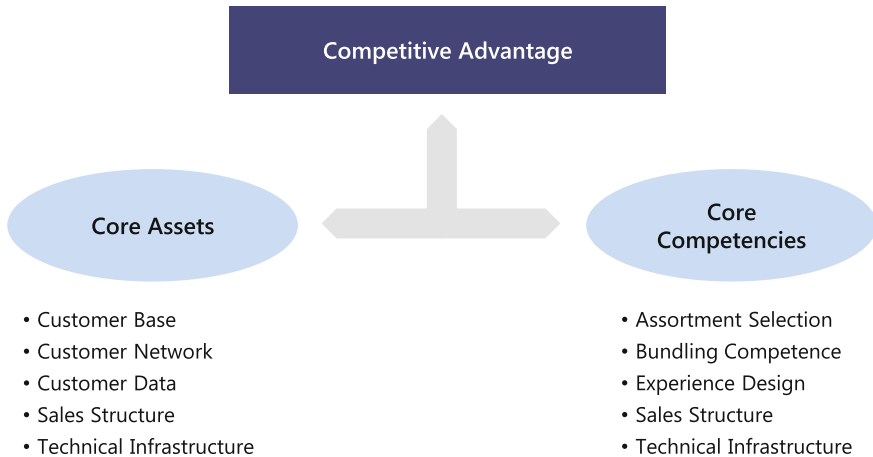 Competitive Advantage
Core Assets
Core
Competencies
• Customer Base
• Customer Network
• Customer Data
• Sales Structure
• Technical Infrastructure
• Assortment Selection
• Bundling Competence
• Experience Design
• Sales Structure
• Technical Infrastructure